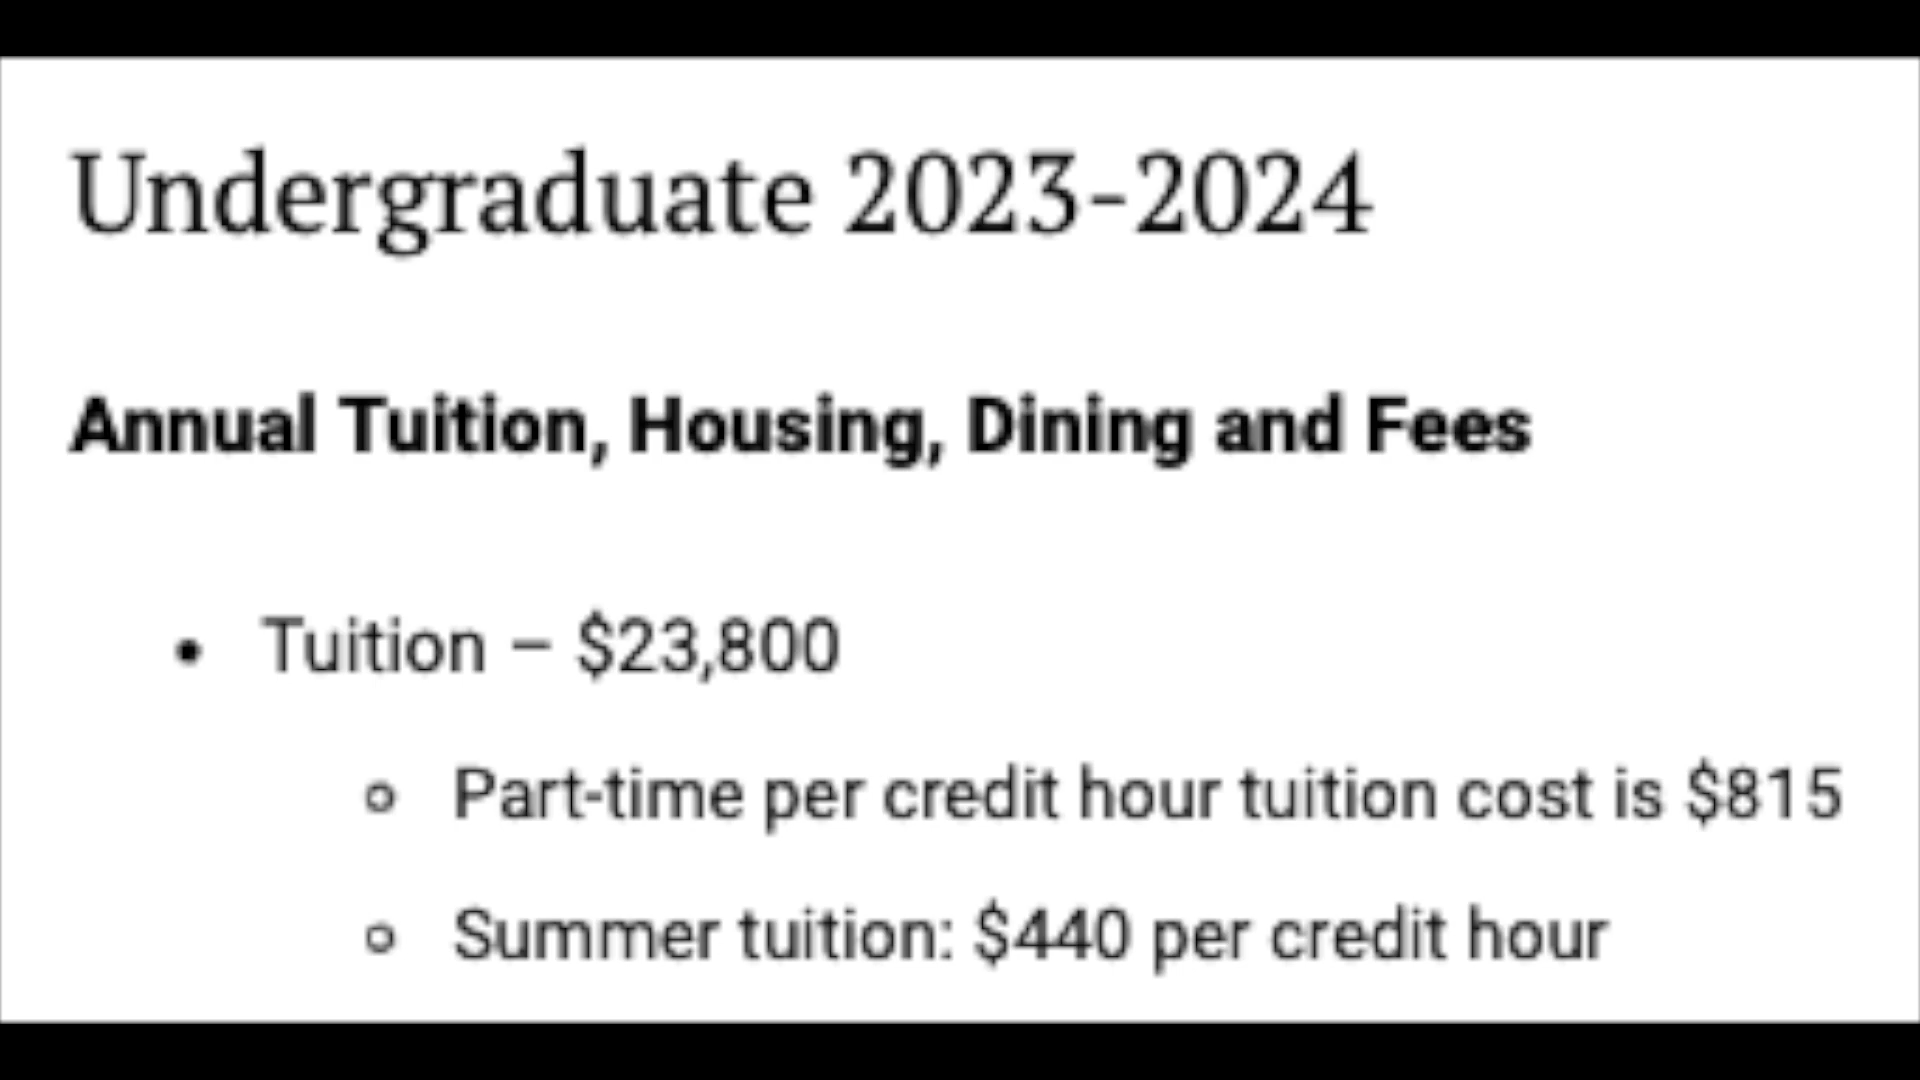 Undergraduate 2023-2024
Annual Tuition, Housing, Dining and Fees
• Tuition – $23,800
o Part-time per credit hour tuition cost is $815
o Summer tuition: $440 per credit hour